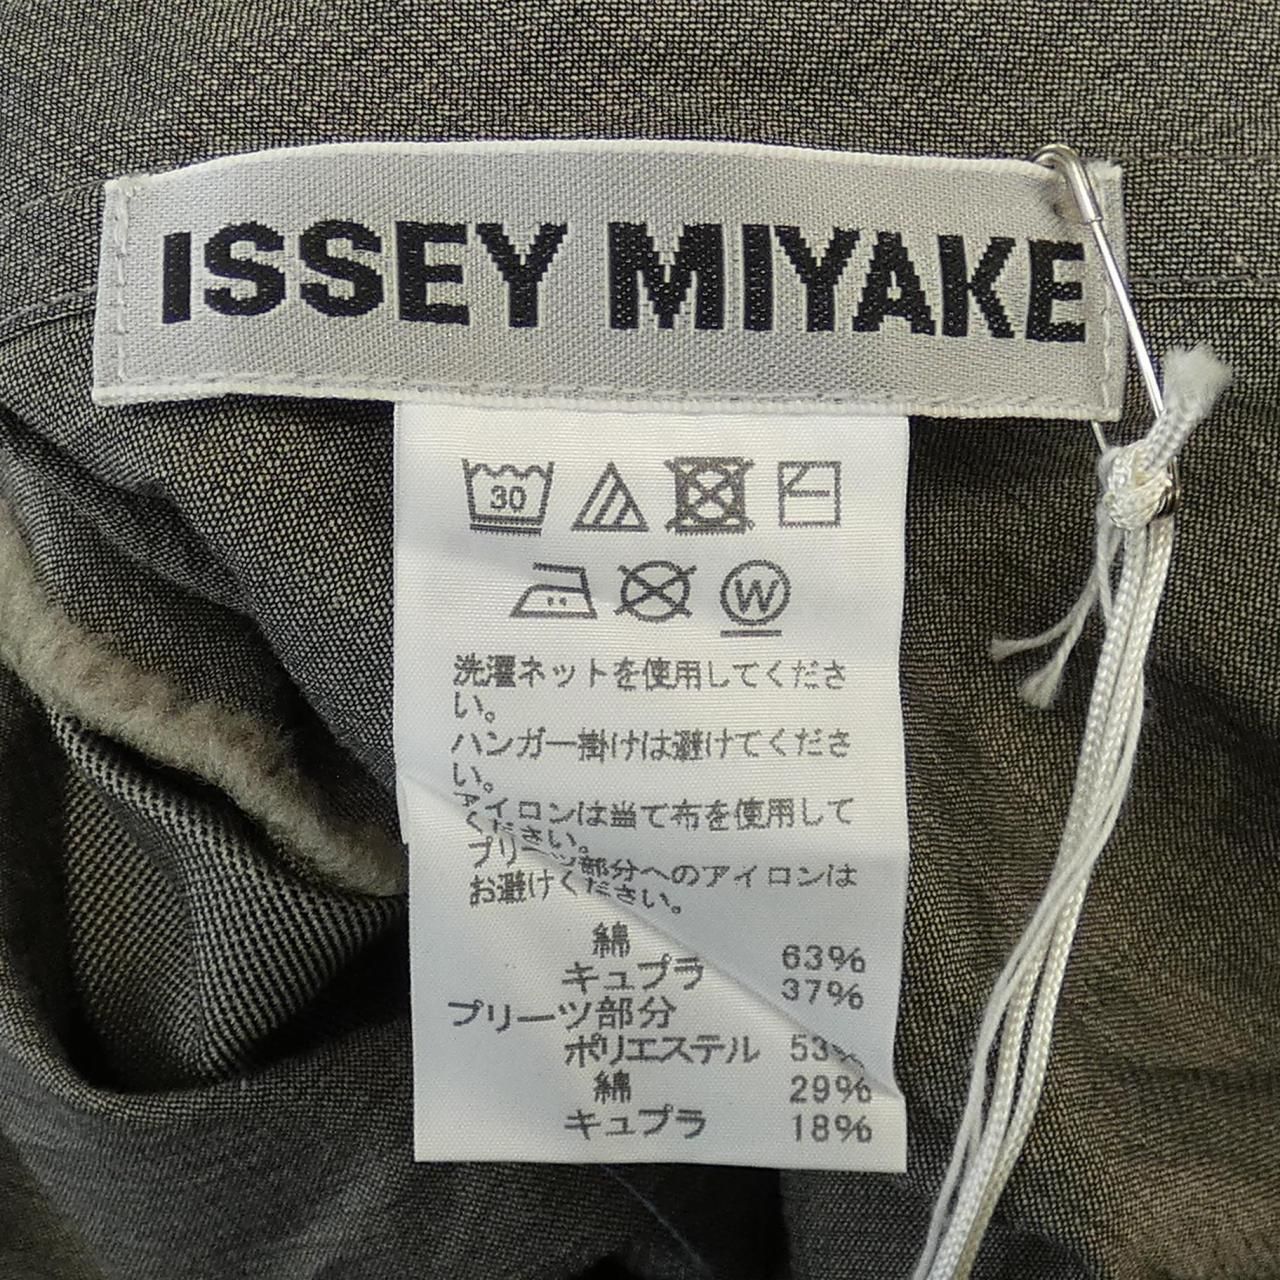 ISSEY MIYAKE
30
W
洗濯ネットを使用してくださ
い。
ハンガー掛けは避けてくださ
い。
アイロンは当て布を使用して
ください。
プリーツ部分へのアイロンは
お避けください。
綿 63%
キュプラ 37%
プリーツ部分
ポリエステル 53%
綿 29%
キュプラ 18%